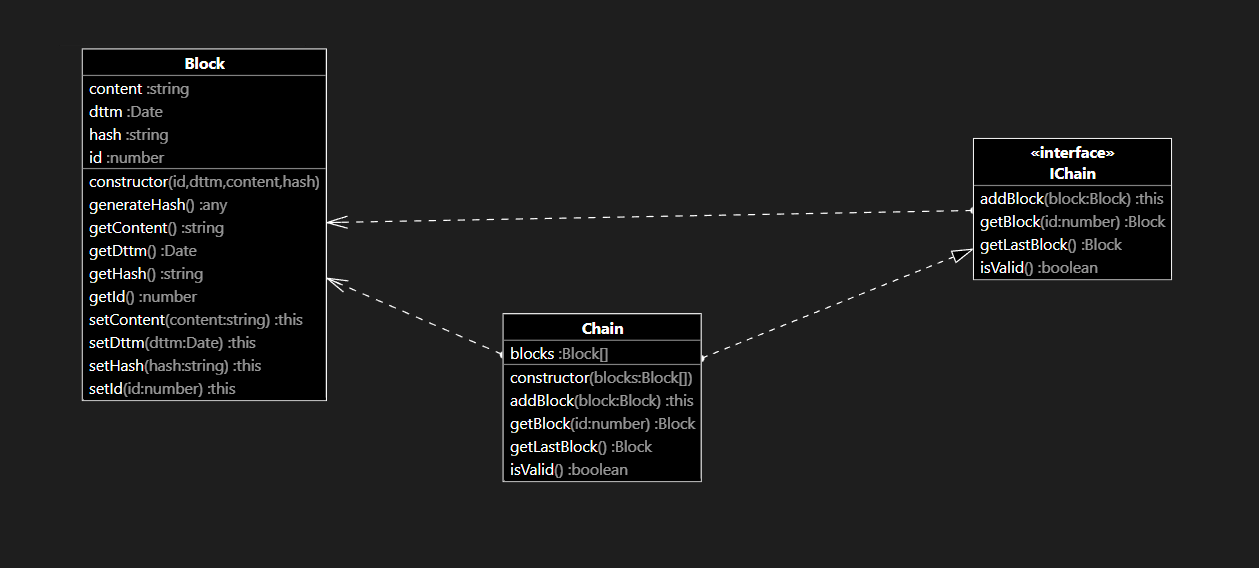 Block
content :string
dttm :Date
hash :string
id :number
constructor(id,dttm,content,hash)
generateHash() :any
getContent() :string
getDttm() :Date
getHash() :string
getId() :number
setContent(content:string) :this
setDttm(dttm:Date) :this
setHash(hash:string) :this
setId(id:number) :this
«interface»
IChain
addBlock(block:Block) :this
getBlock(id:number) :Block
getLastBlock() :Block
isValid() :boolean
Chain
blocks :Block[]
constructor(blocks:Block[])
addBlock(block:Block) :this
getBlock(id:number) :Block
getLastBlock() :Block
isValid() :boolean